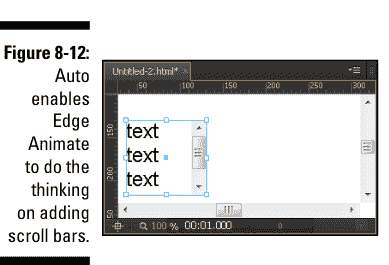 Figure 8-12:
Auto
enables
Edge
Animate
to do the
thinking
on adding
scroll bars.
Untitled-2.html*
50 100 150 200 250 300
150
200
text
text
text
100 % 00:01.000 0